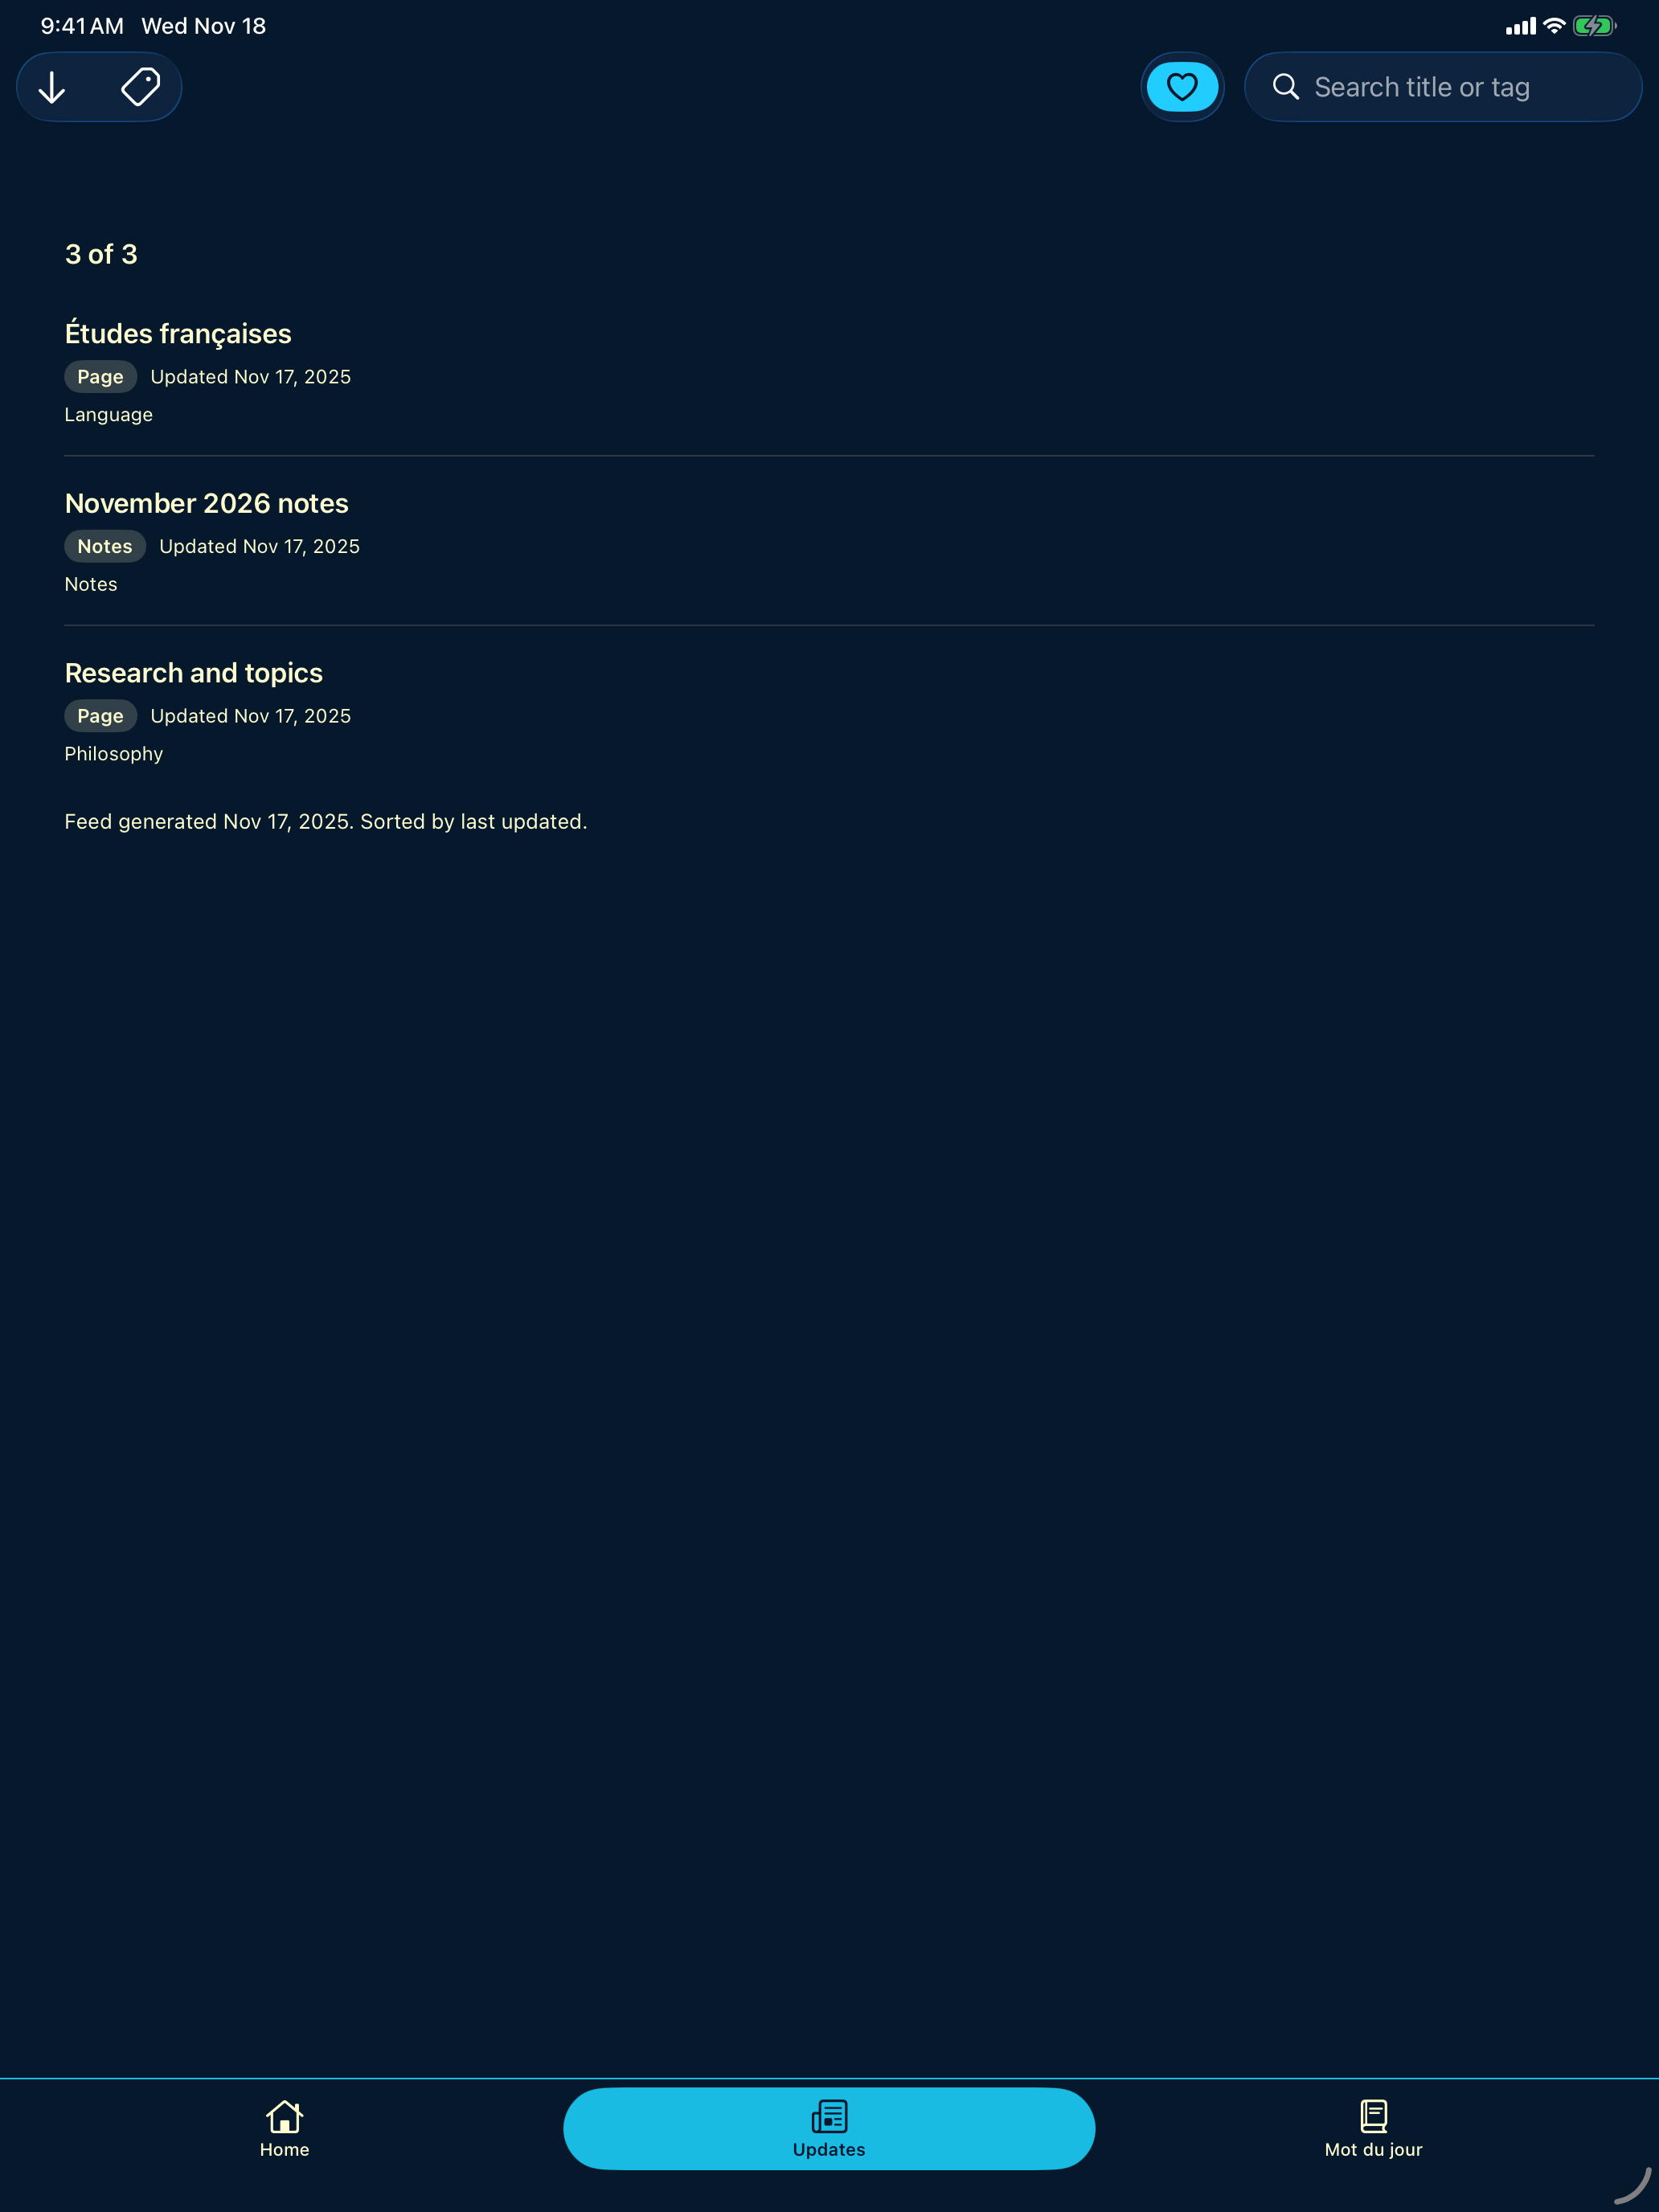 9:41 AM Wed Nov 18
Search title or tag
3 of 3
Études françaises
Page Updated Nov 17, 2025
Language
November 2026 notes
Notes Updated Nov 17, 2025
Notes
Research and topics
Page Updated Nov 17, 2025
Philosophy
Feed generated Nov 17, 2025. Sorted by last updated.
Home Updates Mot du jour